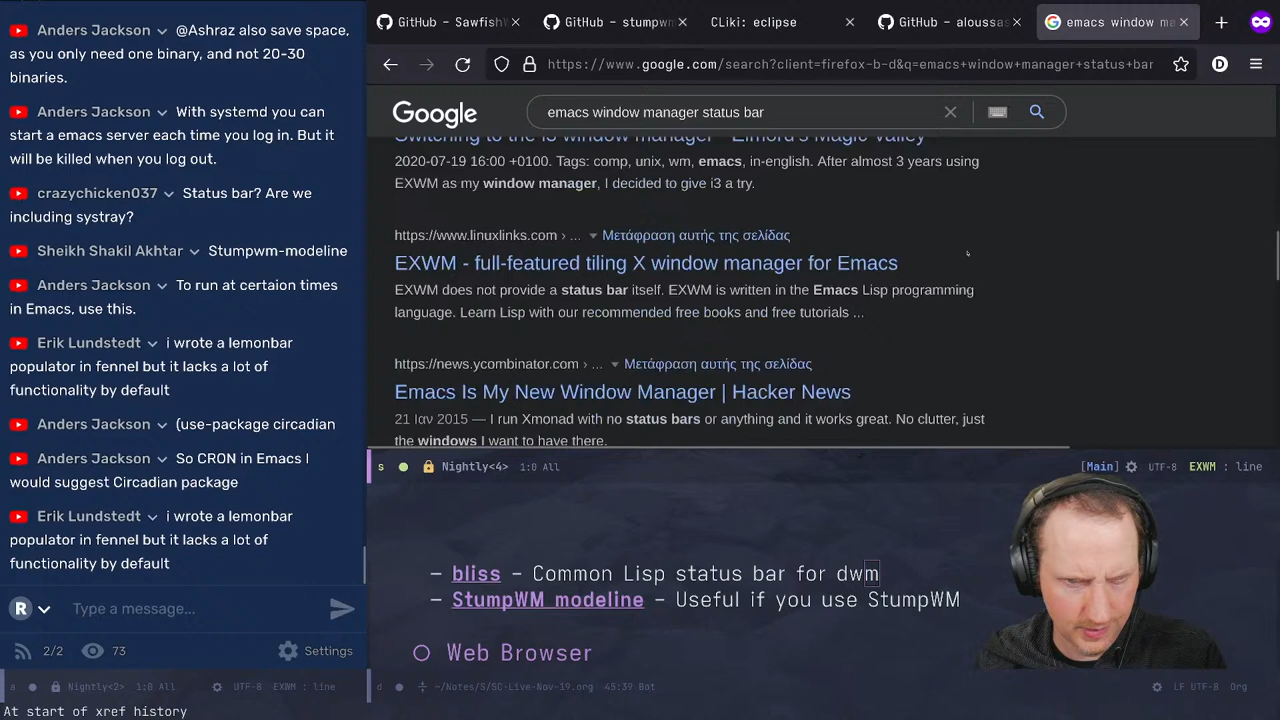 Anders Jackson @Ashraz also save space,
as you only need one binary, and not 20-30
binaries.
Anders Jackson With systemd you can
start a emacs server each time you log in. But it
will be killed when you log out.
crazychicken037 Status bar? Are we
including systray?
Sheikh Shakil Akhtar Stumpwm-modeline
Anders Jackson To run at certaion times
in Emacs, use this.
Erik Lundstedt i wrote a lemonbar
populator in fennel but it lacks a lot of
functionality by default
Anders Jackson (use-package circadian
Anders Jackson So CRON in Emacs I
would suggest Circadian package
Erik Lundstedt i wrote a lemonbar
populator in fennel but it lacks a lot of
functionality by default
R Type a message...
2/2 73 Settings
a Nightly<2> 1:0 All UTF-8 EXWM : line
At start of xref history
GitHub - SawfishW GitHub - stumpwm CLiki: eclipse GitHub - aloussas emacs window ma
https://www.google.com/search?client=firefox-b-d&q=emacs+window+manager+status+bar
D
Google emacs window manager status bar
Switching to the i3 window manager - Elmord's Magic Valley
2020-07-19 16:00 +0100. Tags: comp, unix, wm, emacs, in-english. After almost 3 years using
EXWM as my window manager, I decided to give i3 a try.
https://www.linuxlinks.com › ... Μετάφραση αυτής της σελίδας
EXWM - full-featured tiling X window manager for Emacs
EXWM does not provide a status bar itself. EXWM is written in the Emacs Lisp programming
language. Learn Lisp with our recommended free books and free tutorials ...
https://news.ycombinator.com › ... Μετάφραση αυτής της σελίδας
Emacs Is My New Window Manager | Hacker News
21 Ιαν 2015 — I run Xmonad with no status bars or anything and it works great. No clutter, just
the windows I want to have there.
s Nightly<4> 1:0 All [Main] UTF-8 EXWM : line
– bliss – Common Lisp status bar for dwm
– StumpWM modeline – Useful if you use StumpWM
Web Browser
d ~/Notes/S/SC-Live-Nov-19.org 45:39 Bot LF UTF-8 Org